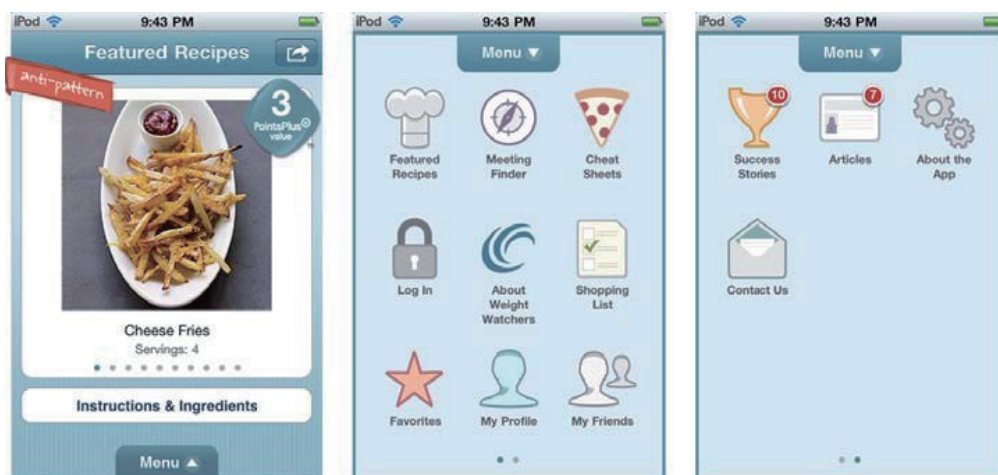 iPod 9:43 PM
Featured Recipes
anti-pattern
3
PointsPlus
value
Cheese Fries
Servings: 4
Instructions & Ingredients
Menu
iPod 9:43 PM
Menu
Featured
Recipes
Meeting
Finder
Cheat
Sheets
Log In
About
Weight
Watchers
Shopping
List
Favorites
My Profile
My Friends
iPod 9:43 PM
Menu
10
Success
Stories
7
Articles
About the
App
Contact Us